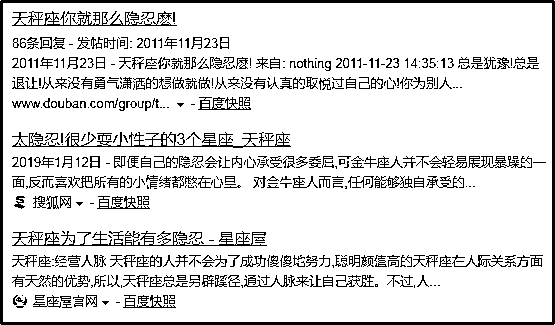 天秤座你就那么隐忍麽!
86条回复 - 发帖时间: 2011年11月23日
2011年11月23日 - 天秤座你就那么隐忍麽! 来自: nothing 2011-11-23 14:35:13 总是犹豫!总是
退让!从来没有勇气潇洒的想做就做!从来没有认真的取悦过自己的心!你为别人...
www.douban.com/group/t... - 百度快照
太隐忍!很少耍小性子的3个星座_天秤座
2019年1月12日 - 即便自己的隐忍会让内心承受很多委屈,可金牛座人并不会轻易展现暴躁的一
面,反而喜欢把所有的小情绪都憋在心里。 对金牛座人而言,任何能够独自承受的...
搜狐网 - 百度快照
天秤座为了生活能有多隐忍 - 星座屋
天秤座:经营人脉 天秤座的人并不会为了成功傻傻地努力,聪明颜值高的天秤座在人际关系方面
有天然的优势,所以,天秤座总是另辟蹊径,通过人脉来让自己获胜。不过,人...
星座屋官网 - 百度快照